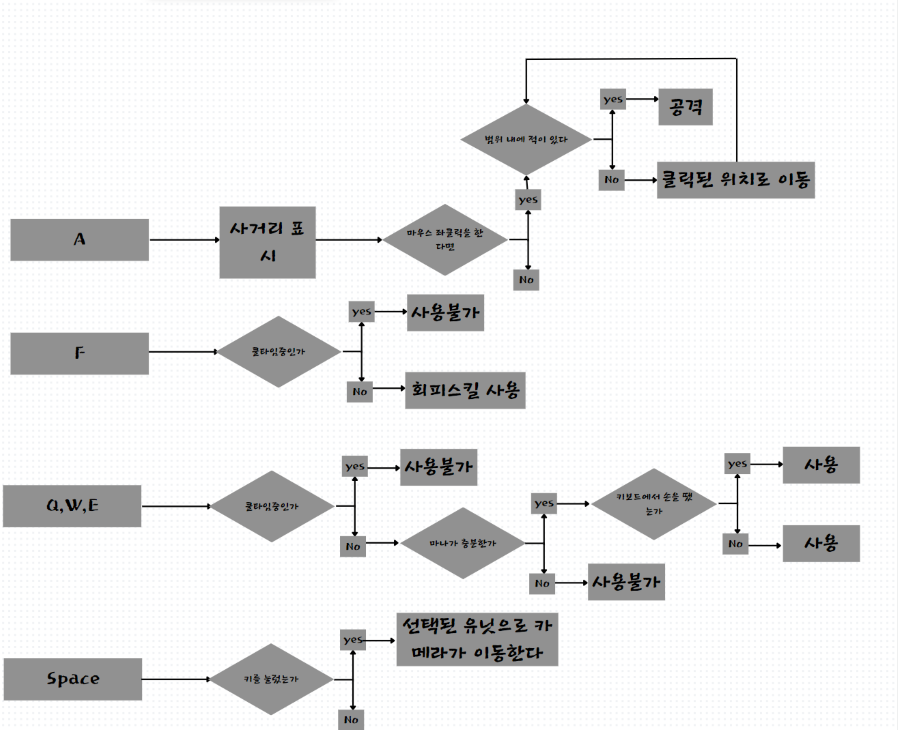 yes
공격
범위 내에 적이 있다
No
클릭된 위치로 이동
yes
A
사거리 표
시
마우스 좌클릭을 한
다면
No
yes
사용불가
F
쿨타임중인가
No
회피스킬 사용
yes
사용불가
yes
사용
Q,W,E
쿨타임중인가
yes
키보드에서 손을 뗐
는가
No
마나가 충분한가
No
사용
No
사용불가
yes
선택된 유닛으로 카
메라가 이동한다
Space
키를 눌렀는가
No